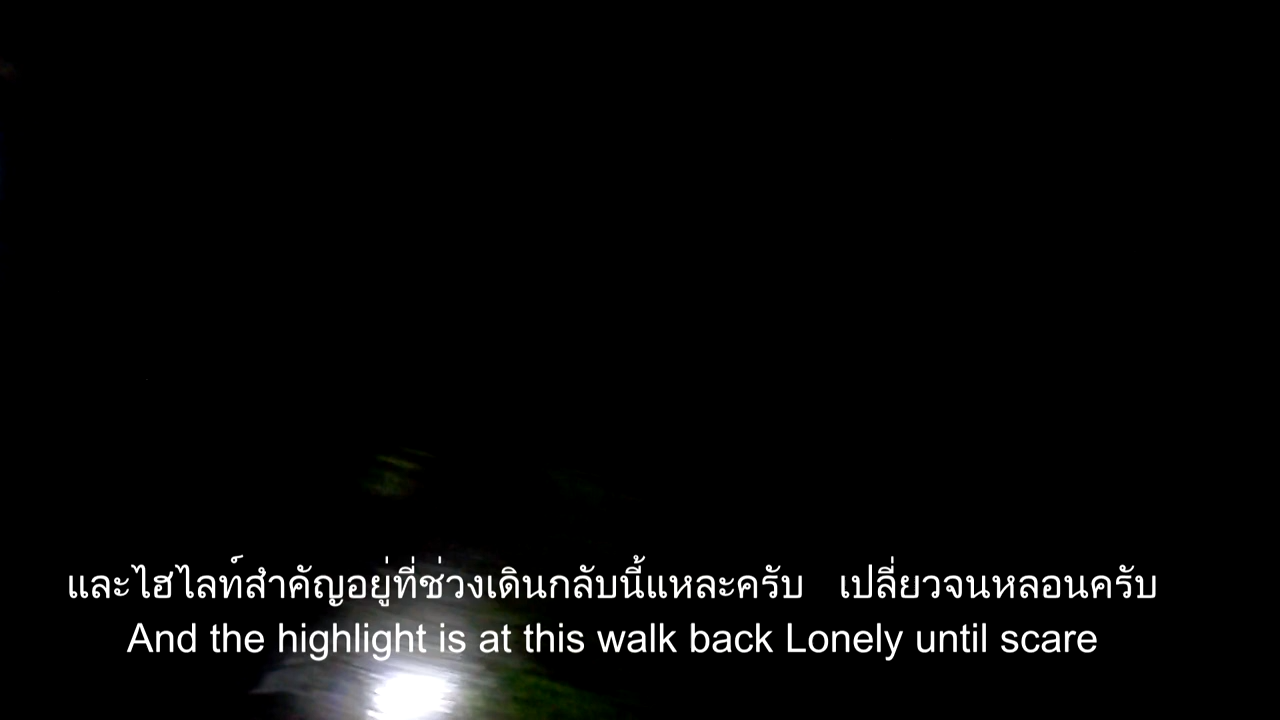 และไฮไลท์สำคัญอยู่ที่ช่วงเดินกลับนี้แหละครับ เปลี่ยวจนหลอนครับ
And the highlight is at this walk back Lonely until scare